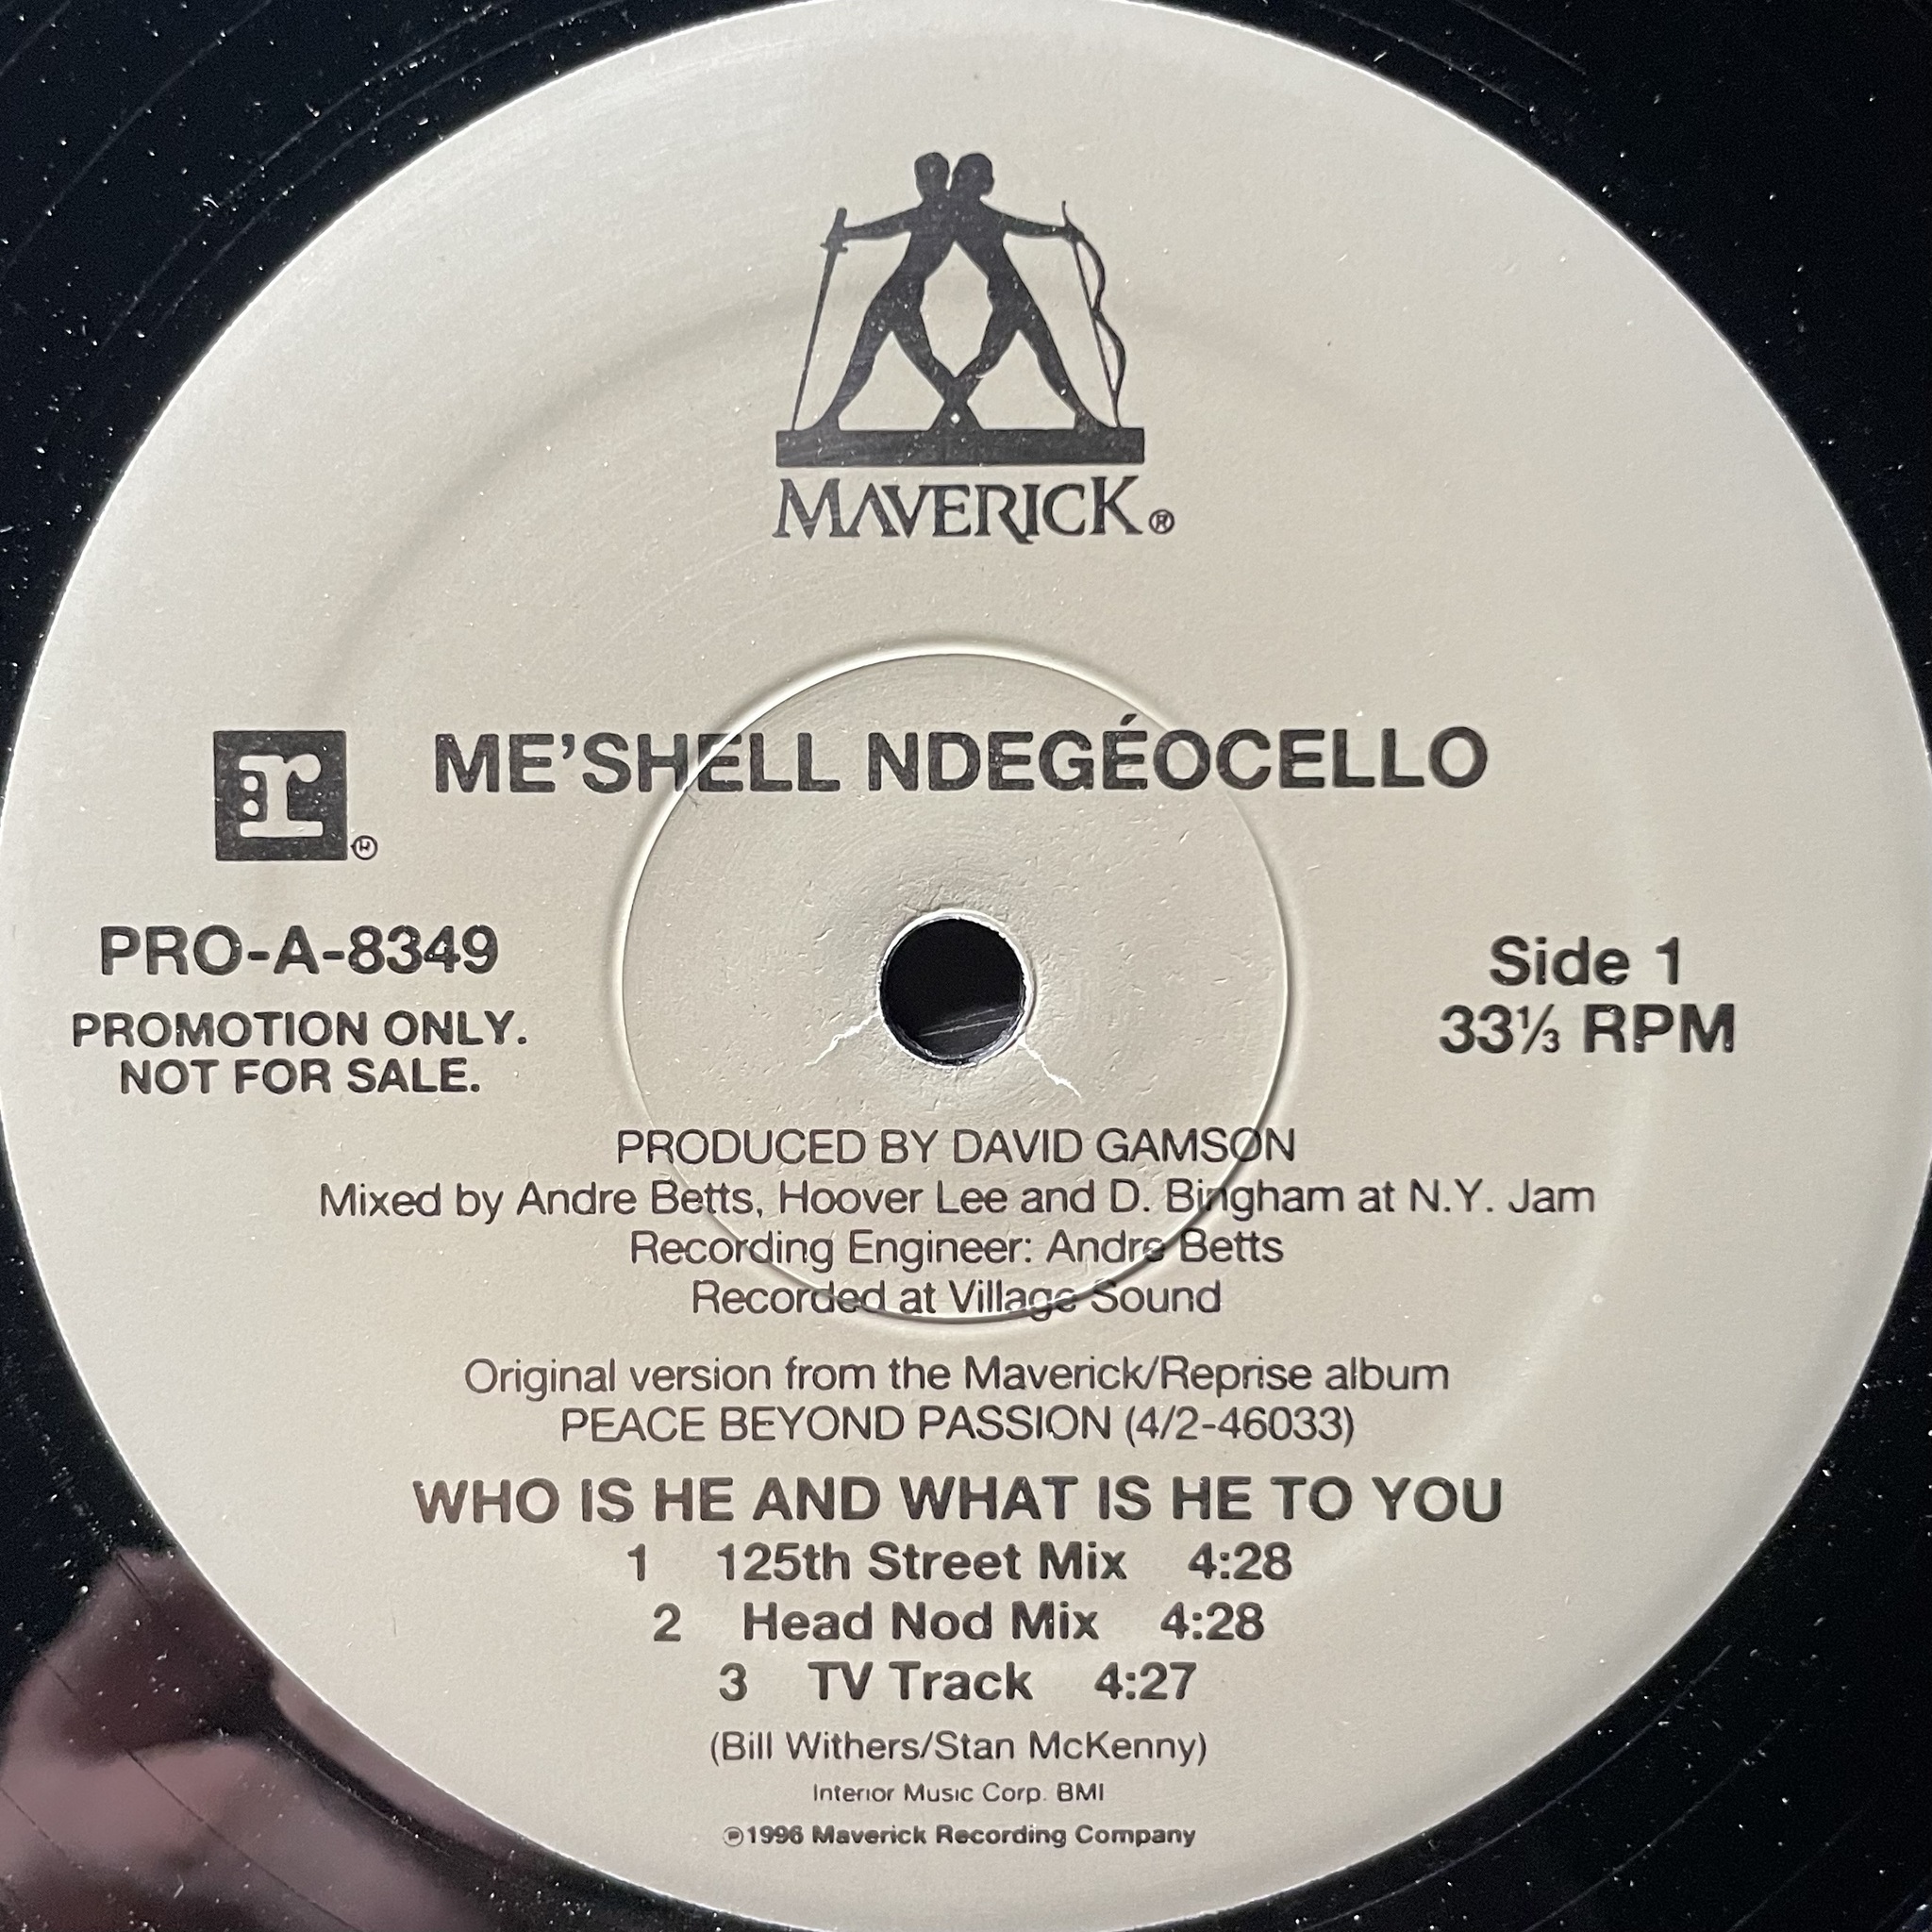 MAVERICK®
r®
ME’SHELL NDEGÉOCELLO
PRO-A-8349
PROMOTION ONLY.
NOT FOR SALE.
Side 1
33⅓ RPM
PRODUCED BY DAVID GAMSON
Mixed by Andre Betts, Hoover Lee and D. Bingham at N.Y. Jam
Recording Engineer: Andre Betts
Recorded at Village Sound
Original version from the Maverick/Reprise album
PEACE BEYOND PASSION (4/2-46033)
WHO IS HE AND WHAT IS HE TO YOU
1 125th Street Mix 4:28
2 Head Nod Mix 4:28
3 TV Track 4:27
(Bill Withers/Stan McKenny)
Interior Music Corp. BMI
℗1996 Maverick Recording Company